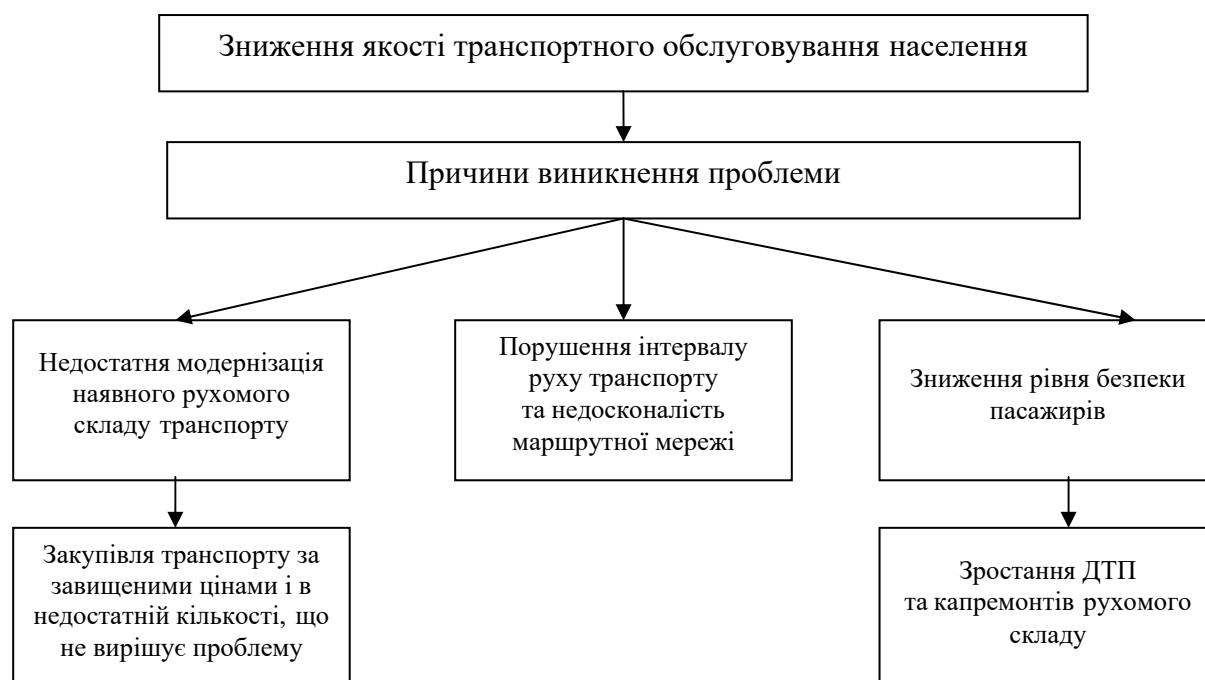 Зниження якості транспортного обслуговування населення
Причини виникнення проблеми
Недостатня модернізація
наявного рухомого
складу транспорту
Порушення інтервалу
руху транспорту
та недосконалість
маршрутної мережі
Зниження рівня безпеки
пасажирів
Закупівля транспорту за
завищеними цінами і в
недостатній кількості, що
не вирішує проблему
Зростання ДТП
та капремонтів рухомого
складу